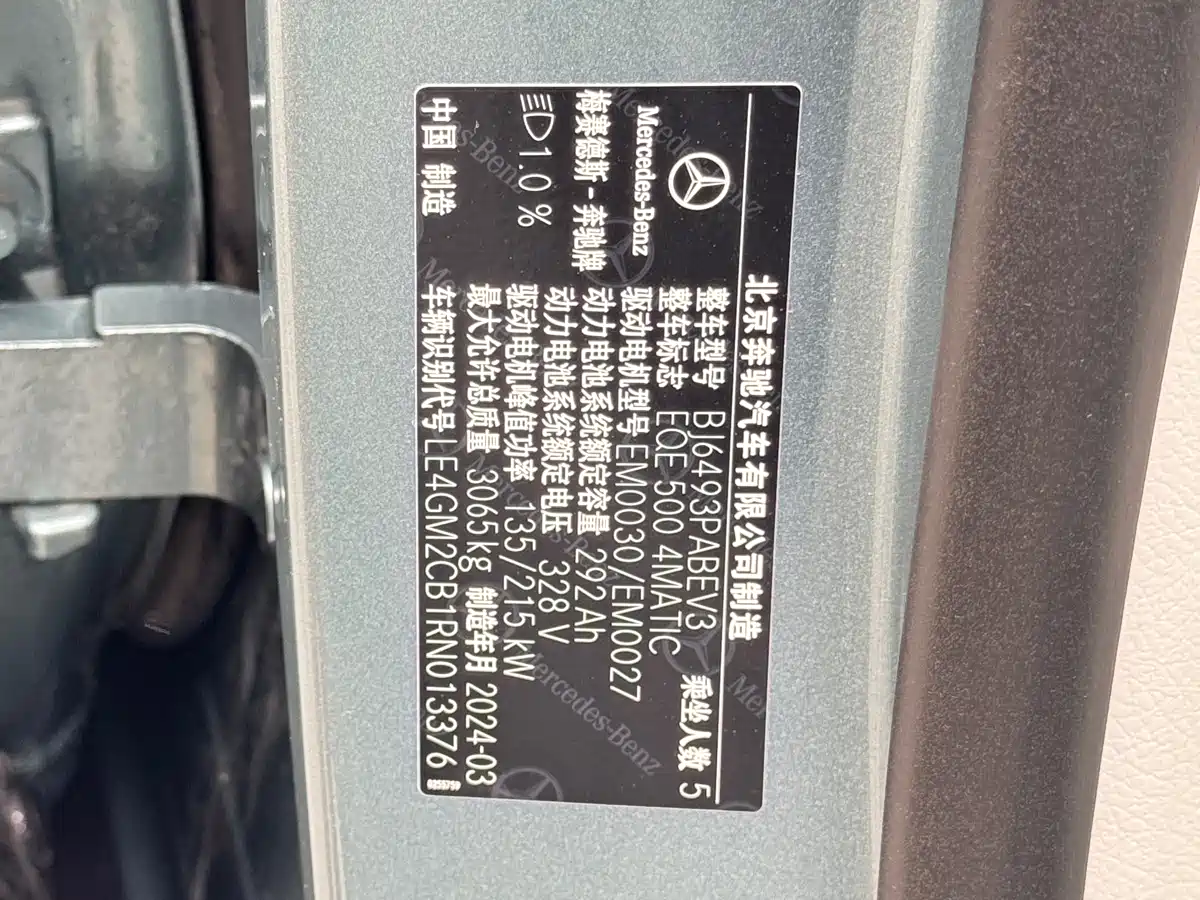 北京奔驰汽车有限公司制造
Mercedes-Benz
梅赛德斯-奔驰牌
1.0 %
中国 制造
整车型号 BJ6493PABEV3 乘坐人数 5
整车标志 EQE 500 4MATIC
驱动电机型号 EM0030/EM0027
动力电池系统额定容量 292Ah
动力电池系统额定电压 328 V
驱动电机峰值功率 135/215 kW
最大允许总质量 3065kg 制造年月 2024-03
车辆识别代号 LE4GM2CB1RN013376